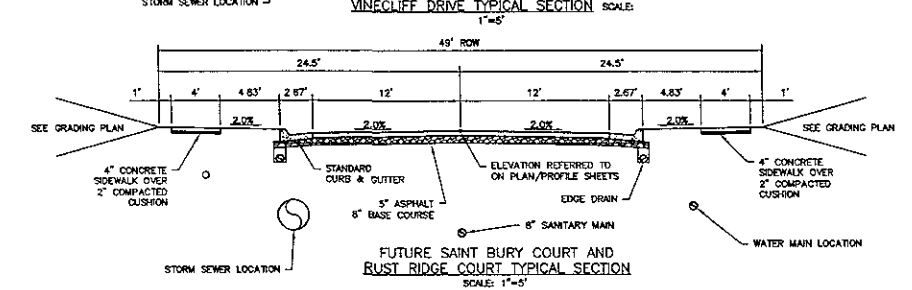 STORM SEWER LOCATION
VINECLIFF DRIVE TYPICAL SECTION SCALE:
1"=5'
49' ROW
24.5' 24.5'
1' 4' 4.83' 2.67' 12' 12' 2.67' 4.83' 4' 1'
2.0% 2.0% 2.0% 2.0%
SEE GRADING PLAN
SEE GRADING PLAN
4" CONCRETE
SIDEWALK OVER
2" COMPACTED
CUSHION
STANDARD
CURB & GUTTER
5" ASPHALT
8" BASE COURSE
ELEVATION REFERRED TO
ON PLAN/PROFILE SHEETS
EDGE DRAIN
4" CONCRETE
SIDEWALK OVER
2" COMPACTED
CUSHION
8" SANITARY MAIN
WATER MAIN LOCATION
STORM SEWER LOCATION
FUTURE SAINT BURY COURT AND
RUST RIDGE COURT TYPICAL SECTION
SCALE: 1"=5'